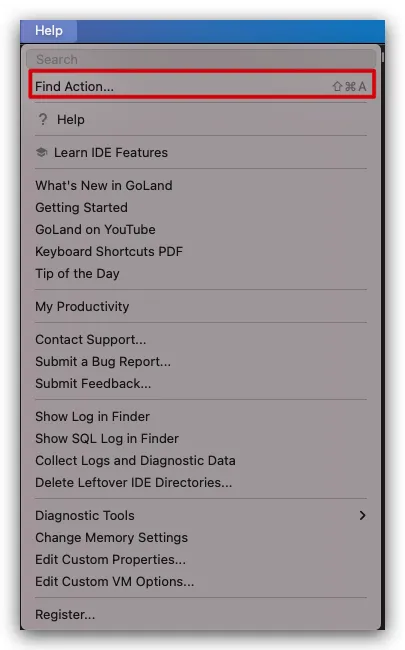 Help
Search
Find Action... ⇧⌘A
? Help
Learn IDE Features
What's New in GoLand
Getting Started
GoLand on YouTube
Keyboard Shortcuts PDF
Tip of the Day
My Productivity
Contact Support...
Submit a Bug Report...
Submit Feedback...
Show Log in Finder
Show SQL Log in Finder
Collect Logs and Diagnostic Data
Delete Leftover IDE Directories...
Diagnostic Tools
Change Memory Settings
Edit Custom Properties...
Edit Custom VM Options...
Register...